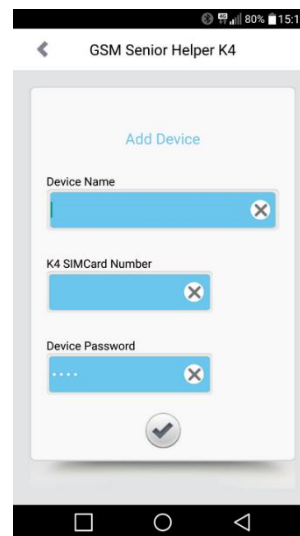 80% 15:1
GSM Senior Helper K4
Add Device
Device Name
K4 SIMCard Number
Device Password
····